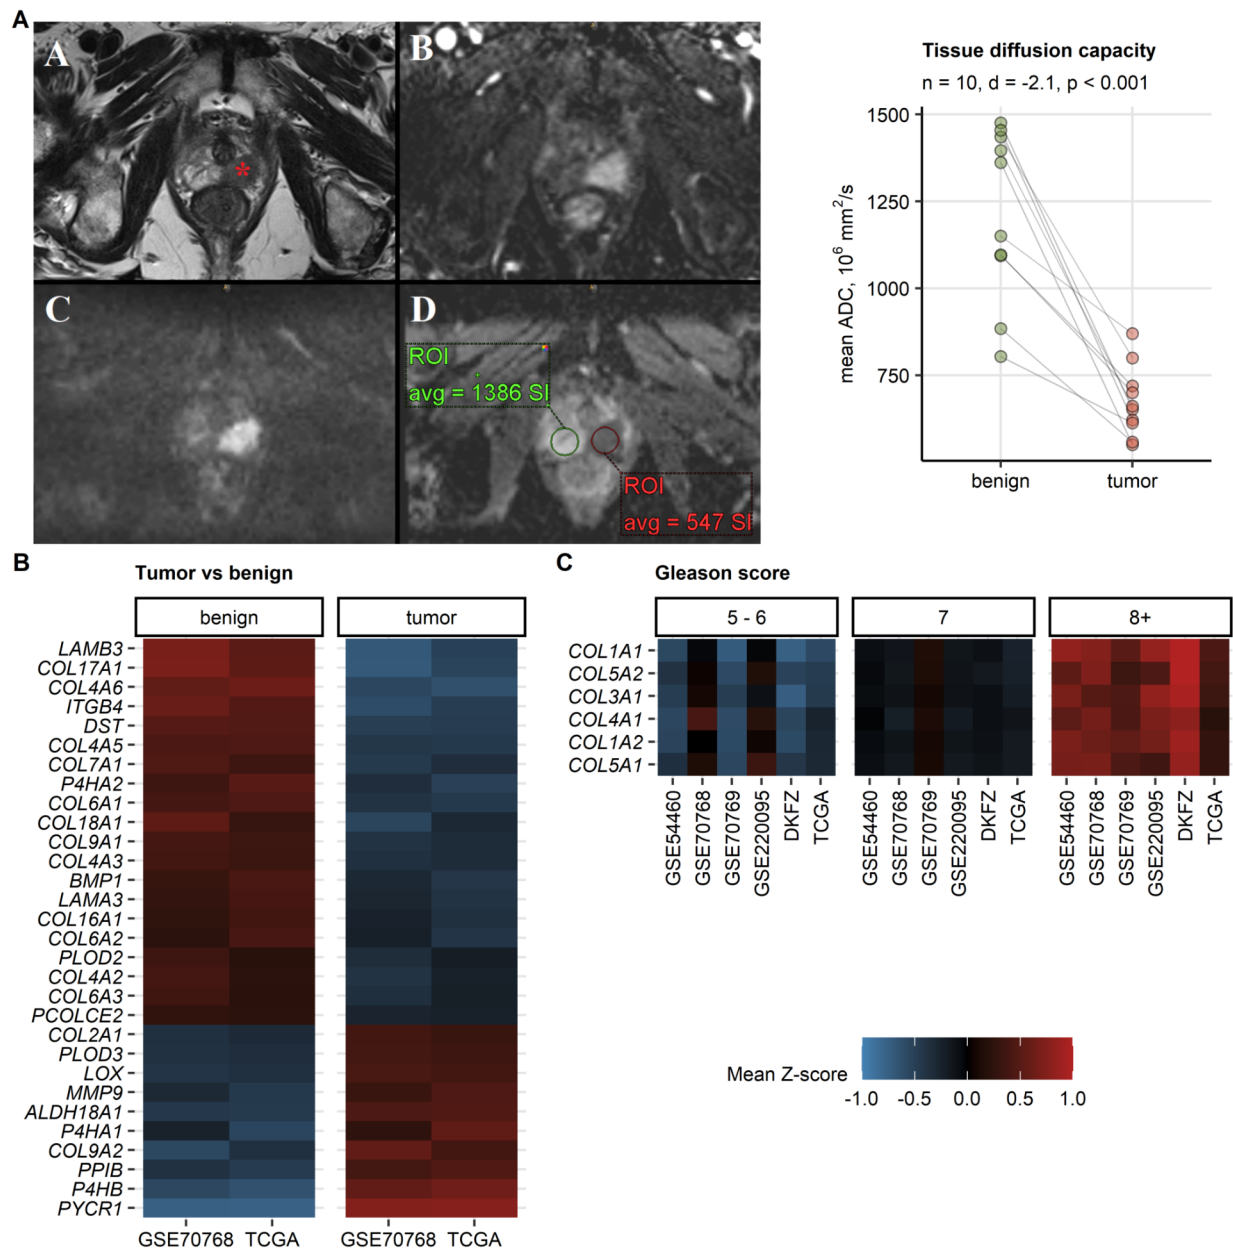 A
A
B
C
D
ROI
avg = 1386 SI
ROI
avg = 547 SI
Tissue diffusion capacity
n = 10, d = -2.1, p < 0.001
mean ADC, 10⁶ mm²/s
1500
1250
1000
750
benign
tumor
B
Tumor vs benign
benign
tumor
LAMB3
COL17A1
COL4A6
ITGB4
DST
COL4A5
COL7A1
P4HA2
COL6A1
COL18A1
COL9A1
COL4A3
BMP1
LAMA3
COL16A1
COL6A2
PLOD2
COL4A2
COL6A3
PCOLCE2
COL2A1
PLOD3
LOX
MMP9
ALDH18A1
P4HA1
COL9A2
PPIB
P4HB
PYCR1
GSE70768
TCGA
GSE70768
TCGA
C
Gleason score
5 - 6
7
8+
COL1A1
COL5A2
COL3A1
COL4A1
COL1A2
COL5A1
GSE54460
GSE70768
GSE70769
GSE220095
DKFZ
TCGA
GSE54460
GSE70768
GSE70769
GSE220095
DKFZ
TCGA
GSE54460
GSE70768
GSE70769
GSE220095
DKFZ
TCGA
Mean Z-score
-1.0
-0.5
0.0
0.5
1.0